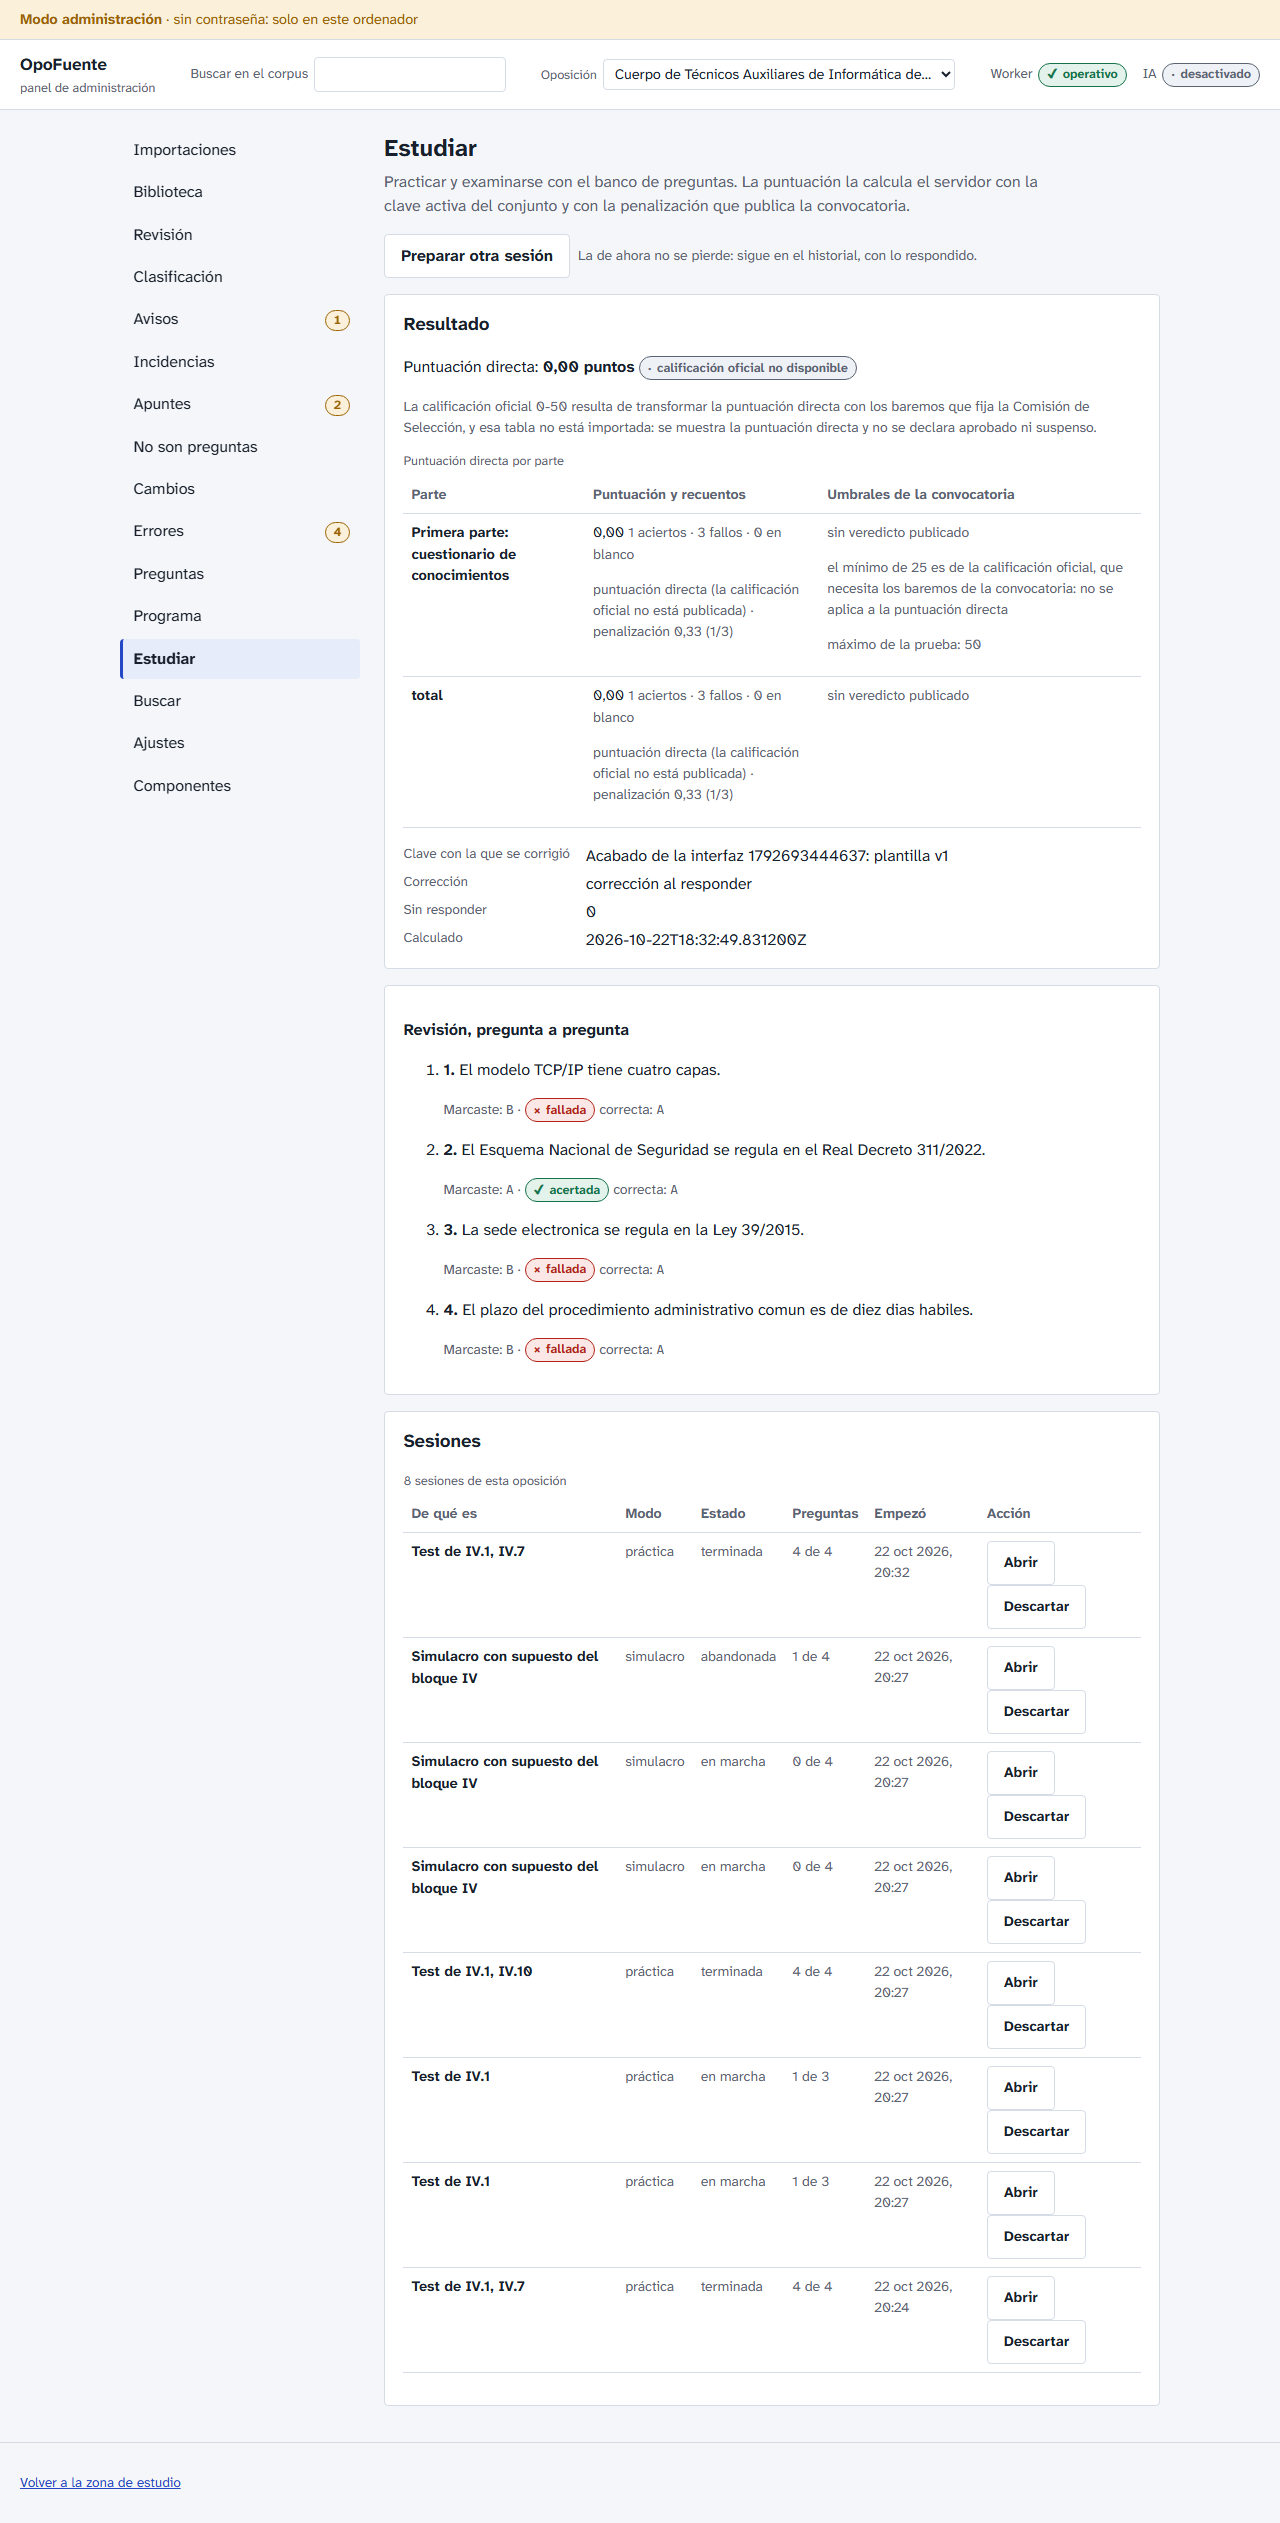 Modo administración · sin contraseña: solo en este ordenador
OpoFuente
panel de administración
Buscar en el corpus
Oposición
Cuerpo de Técnicos Auxiliares de Informática de...
Worker ✓ operativo
IA · desactivado
Importaciones
Biblioteca
Revisión
Clasificación
Avisos 1
Incidencias
Apuntes 2
No son preguntas
Cambios
Errores 4
Preguntas
Programa
Estudiar
Buscar
Ajustes
Componentes
Estudiar
Practicar y examinarse con el banco de preguntas. La puntuación la calcula el servidor con la
clave activa del conjunto y con la penalización que publica la convocatoria.
Preparar otra sesión
La de ahora no se pierde: sigue en el historial, con lo respondido.
Resultado
Puntuación directa: 0,00 puntos · calificación oficial no disponible
La calificación oficial 0-50 resulta de transformar la puntuación directa con los baremos que fija la Comisión de
Selección, y esa tabla no está importada: se muestra la puntuación directa y no se declara aprobado ni suspenso.
Puntuación directa por parte
Parte
Puntuación y recuentos
Umbrales de la convocatoria
Primera parte:
cuestionario de
conocimientos
0,00 1 aciertos · 3 fallos · 0 en
blanco
puntuación directa (la calificación
oficial no está publicada) ·
penalización 0,33 (1/3)
sin veredicto publicado
el mínimo de 25 es de la calificación oficial, que
necesita los baremos de la convocatoria: no se
aplica a la puntuación directa
máximo de la prueba: 50
total
0,00 1 aciertos · 3 fallos · 0 en
blanco
puntuación directa (la calificación
oficial no está publicada) ·
penalización 0,33 (1/3)
sin veredicto publicado
Clave con la que se corrigió Acabado de la interfaz 1792693444637: plantilla v1
Corrección corrección al responder
Sin responder 0
Calculado 2026-10-22T18:32:49.831200Z
Revisión, pregunta a pregunta
1. 1. El modelo TCP/IP tiene cuatro capas.
Marcaste: B · × fallada correcta: A
2. 2. El Esquema Nacional de Seguridad se regula en el Real Decreto 311/2022.
Marcaste: A · ✓ acertada correcta: A
3. 3. La sede electronica se regula en la Ley 39/2015.
Marcaste: B · × fallada correcta: A
4. 4. El plazo del procedimiento administrativo comun es de diez dias habiles.
Marcaste: B · × fallada correcta: A
Sesiones
8 sesiones de esta oposición
De qué es Modo Estado Preguntas Empezó Acción
Test de IV.1, IV.7 práctica terminada 4 de 4 22 oct 2026,
20:32
Abrir
Descartar
Simulacro con supuesto del
bloque IV
simulacro abandonada 1 de 4 22 oct 2026,
20:27
Abrir
Descartar
Simulacro con supuesto del
bloque IV
simulacro en marcha 0 de 4 22 oct 2026,
20:27
Abrir
Descartar
Simulacro con supuesto del
bloque IV
simulacro en marcha 0 de 4 22 oct 2026,
20:27
Abrir
Descartar
Test de IV.1, IV.10 práctica terminada 4 de 4 22 oct 2026,
20:27
Abrir
Descartar
Test de IV.1 práctica en marcha 1 de 3 22 oct 2026,
20:27
Abrir
Descartar
Test de IV.1 práctica en marcha 1 de 3 22 oct 2026,
20:27
Abrir
Descartar
Test de IV.1, IV.7 práctica terminada 4 de 4 22 oct 2026,
20:24
Abrir
Descartar
Volver a la zona de estudio